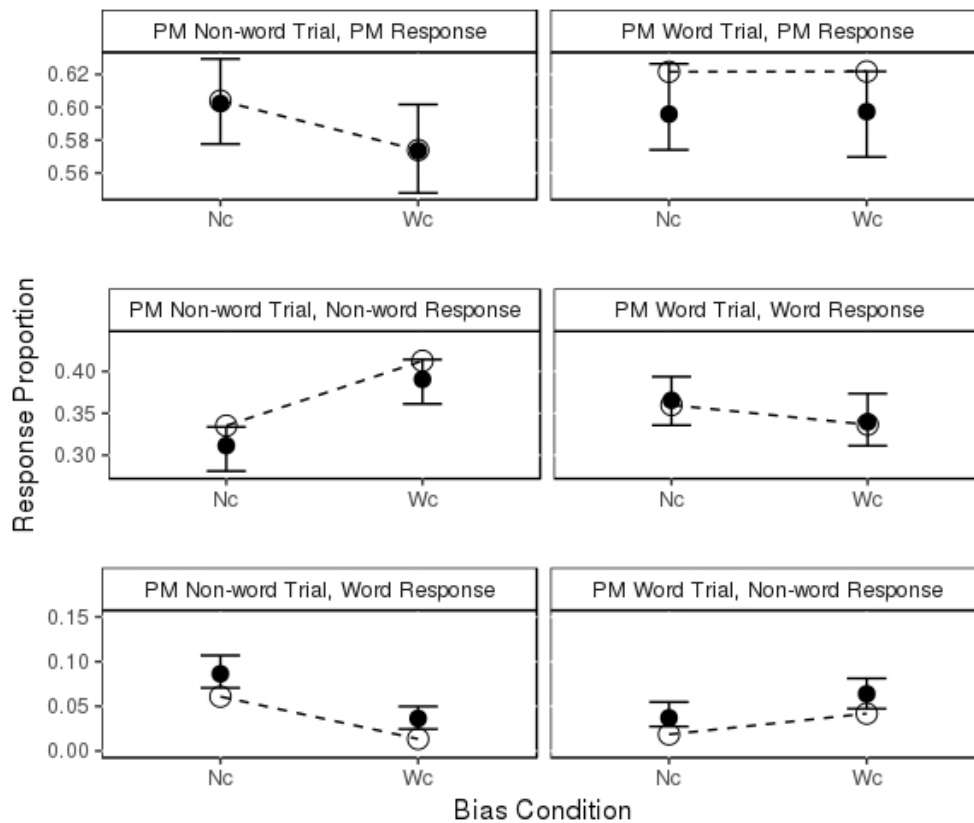 PM Non-word Trial, PM Response
PM Word Trial, PM Response
0.62
0.60
0.58
0.56
Nc
Wc
Nc
Wc
PM Non-word Trial, Non-word Response
PM Word Trial, Word Response
0.40
0.35
0.30
Nc
Wc
Nc
Wc
PM Non-word Trial, Word Response
PM Word Trial, Non-word Response
0.15
0.10
0.05
0.00
Nc
Wc
Nc
Wc
Response Proportion
Bias Condition